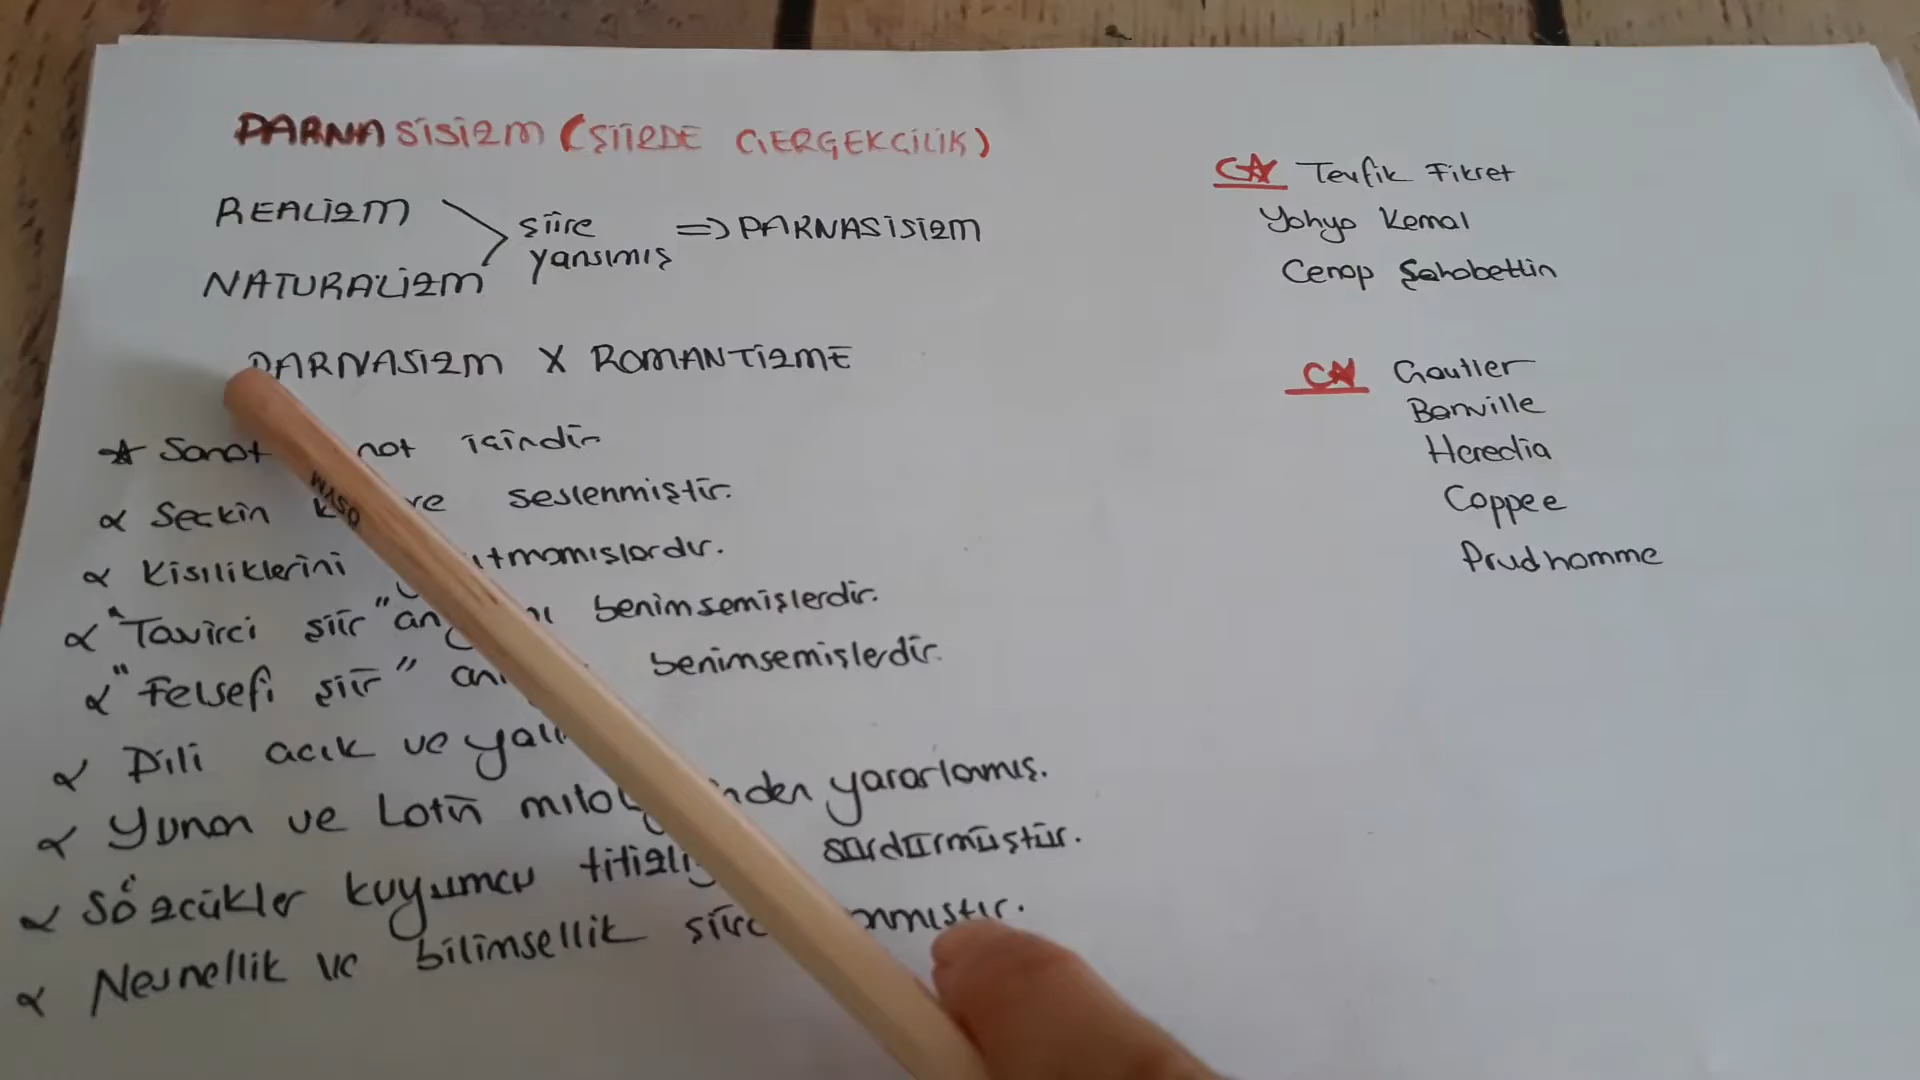 PARNASİSİZM (ŞİİRDE GERÇEKÇİLİK)
REALİZM
NATURALİZM
şiire
yansımış
=> PARNASİSİZM
PARNASİZM X ROMANTİZME
Sanat için­dir
Seçkin seslenmiştir.
Kişiliklerini
"Tasvirci şiir" benimsemişlerdir.
"Felsefi şiir" benimsemişlerdir.
Dili açık ve
Yunan ve Latin yararlanmış.
Sözcükler kuyumcu sürdürmüştür.
Nesnellik ve bilimsellik
Tevfik Fikret
Yahya Kemal
Cenap Şahabettin
Gautier
Banville
Heredia
Coppee
Prudhomme
OSYM